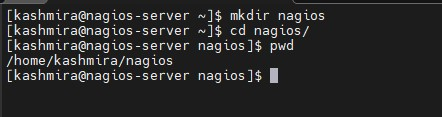 [kashmira@nagios-server ~]$ mkdir nagios
[kashmira@nagios-server ~]$ cd nagios/
[kashmira@nagios-server nagios]$ pwd
/home/kashmira/nagios
[kashmira@nagios-server nagios]$